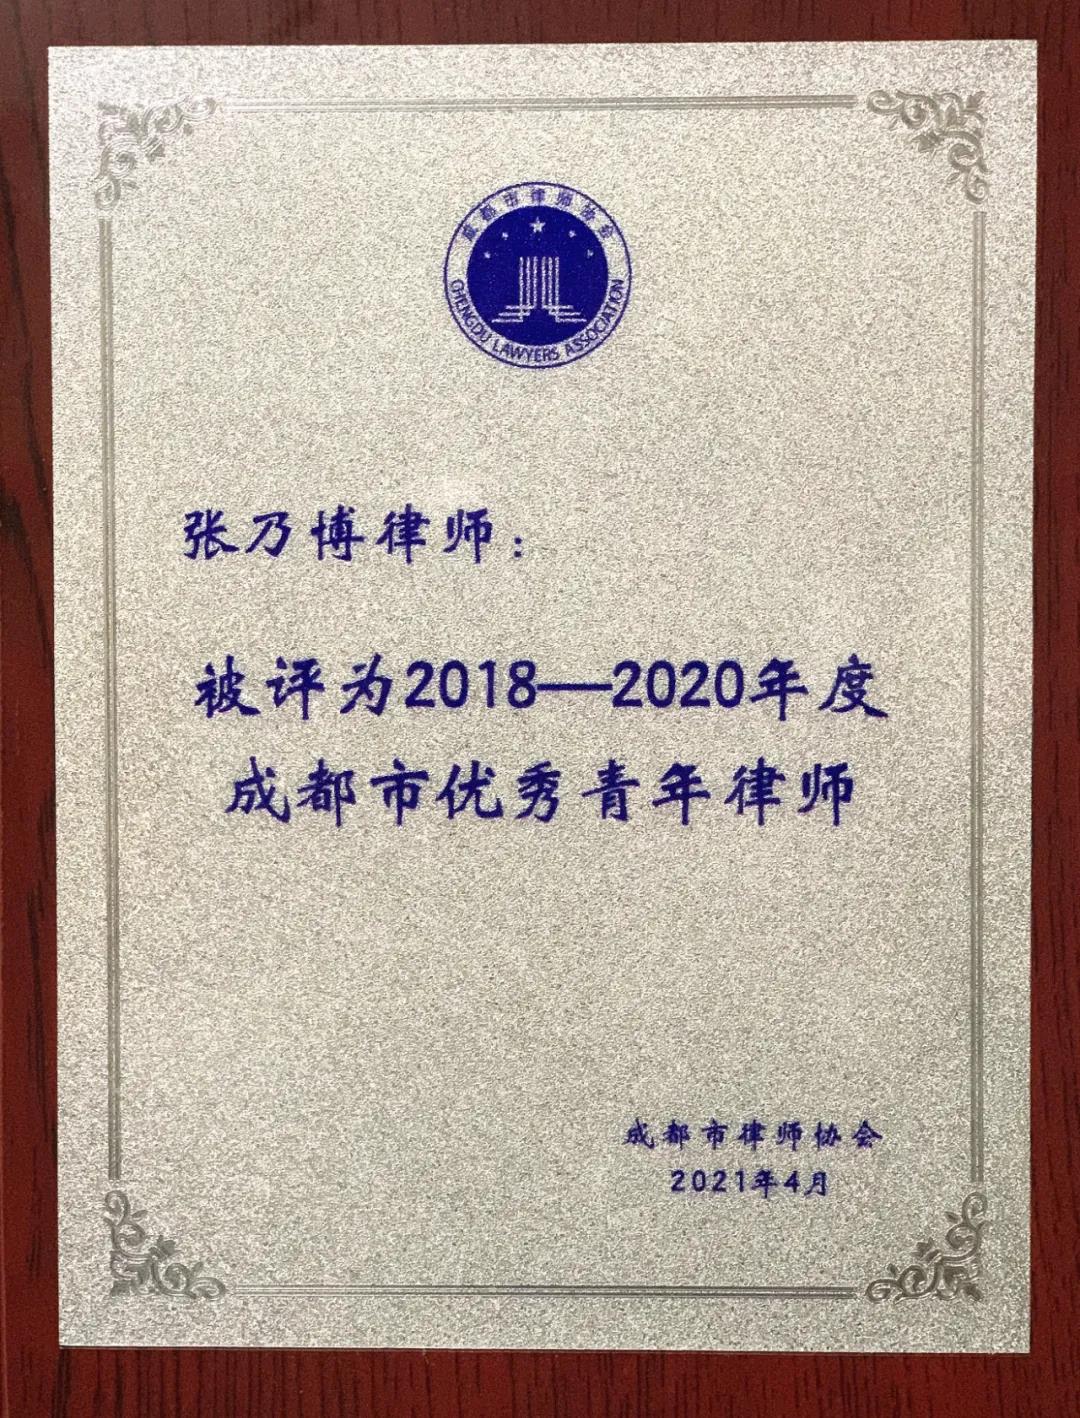 成都市律师协会
CHENGDU LAWYERS ASSOCIATION
张乃博律师：
被评为2018—2020年度
成都市优秀青年律师
成都市律师协会
2021年4月